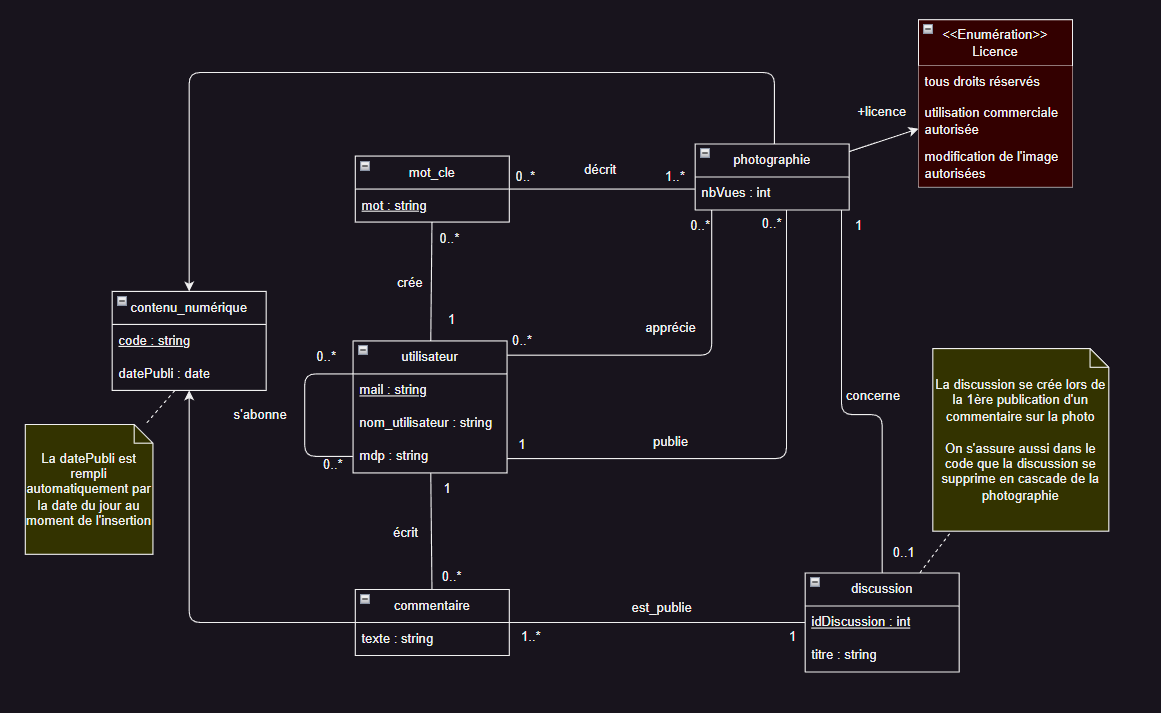 <<Enumération>>
Licence
tous droits réservés
utilisation commerciale
autorisée
modification de l'image
autorisées
+licence
photographie
nbVues : int
0..*
décrit
1..*
mot_cle
mot : string
0..*
0..*
1
0..*
crée
1
contenu_numérique
code : string
datePubli : date
apprécie
0..*
utilisateur
mail : string
nom_utilisateur : string
mdp : string
0..*
s'abonne
0..*
1
publie
concerne
La discussion se crée lors de
la 1ère publication d'un
commentaire sur la photo
On s'assure aussi dans le
code que la discussion se
supprime en cascade de la
photographie
La datePubli est
rempli
automatiquement par
la date du jour au
moment de l'insertion
1
écrit
0..*
0..1
commentaire
texte : string
est_publie
1..*
1
discussion
idDiscussion : int
titre : string